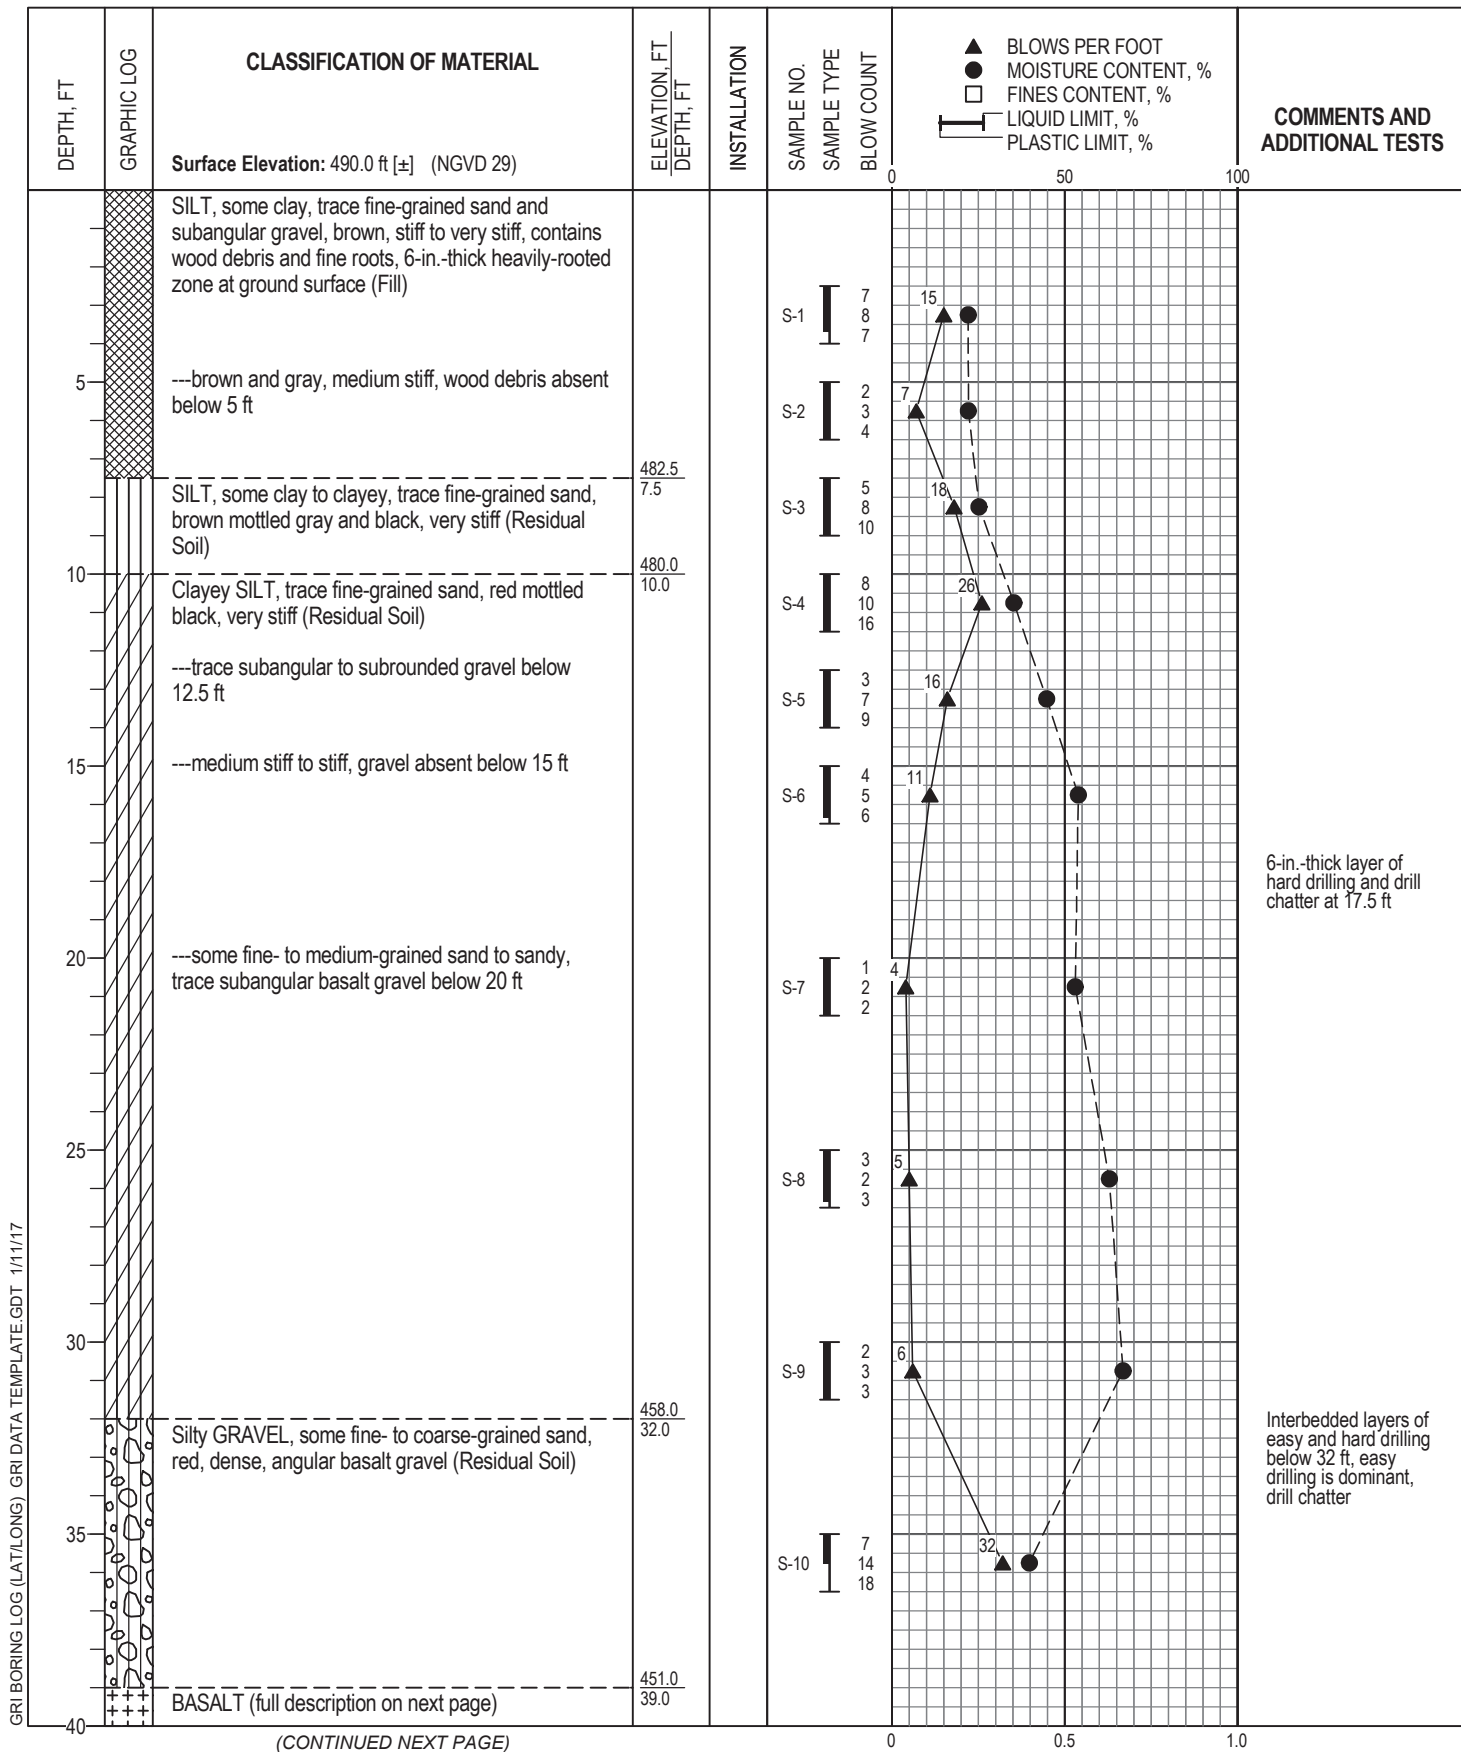 DEPTH, FT
GRAPHIC LOG
CLASSIFICATION OF MATERIAL
Surface Elevation: 490.0 ft [±] (NGVD 29)
ELEVATION, FT
DEPTH, FT
INSTALLATION
SAMPLE NO.
SAMPLE TYPE
BLOW COUNT
BLOWS PER FOOT
MOISTURE CONTENT, %
FINES CONTENT, %
LIQUID LIMIT, %
PLASTIC LIMIT, %
0 50 100
COMMENTS AND
ADDITIONAL TESTS
SILT, some clay, trace fine-grained sand and
subangular gravel, brown, stiff to very stiff, contains
wood debris and fine roots, 6-in.-thick heavily-rooted
zone at ground surface (Fill)
S-1
7
8
7
15
5
---brown and gray, medium stiff, wood debris absent
below 5 ft
S-2
2
3
4
7
482.5
7.5
SILT, some clay to clayey, trace fine-grained sand,
brown mottled gray and black, very stiff (Residual
Soil)
S-3
5
8
10
18
10
480.0
10.0
Clayey SILT, trace fine-grained sand, red mottled
black, very stiff (Residual Soil)
S-4
8
10
16
26
---trace subangular to subrounded gravel below
12.5 ft
S-5
3
7
9
16
15
---medium stiff to stiff, gravel absent below 15 ft
S-6
4
5
6
11
6-in.-thick layer of
hard drilling and drill
chatter at 17.5 ft
20
---some fine- to medium-grained sand to sandy,
trace subangular basalt gravel below 20 ft
S-7
1
2
2
4
25
S-8
3
2
3
5
30
S-9
2
3
3
6
458.0
32.0
Silty GRAVEL, some fine- to coarse-grained sand,
red, dense, angular basalt gravel (Residual Soil)
Interbedded layers of
easy and hard drilling
below 32 ft, easy
drilling is dominant,
drill chatter
35
S-10
7
14
18
32
451.0
39.0
BASALT (full description on next page)
40
(CONTINUED NEXT PAGE)
0 0.5 1.0
GRI BORING LOG (LAT/LONG) GRI DATA TEMPLATE.GDT 1/11/17